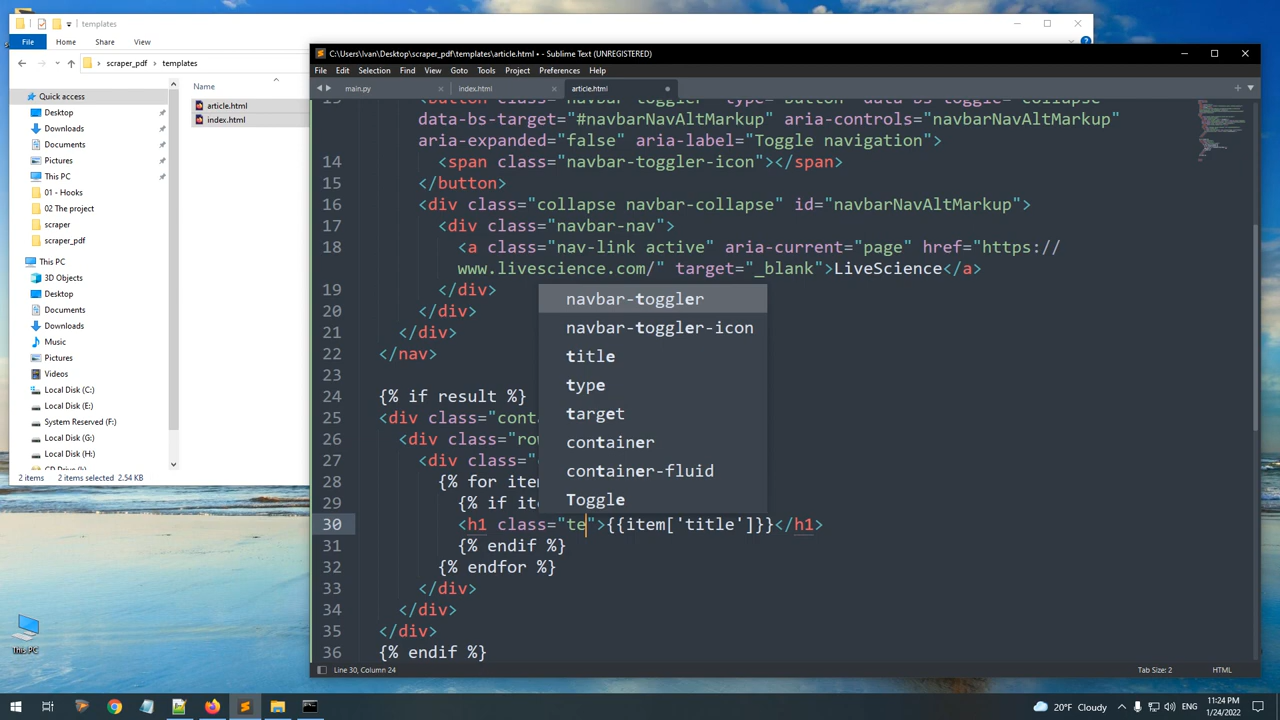 templates
File
Home
Share
View
scraper_pdf
templates
Name
Quick access
Desktop
Downloads
Documents
Pictures
This PC
01 - Hooks
02 The project
scraper
scraper_pdf
This PC
3D Objects
Desktop
Documents
Downloads
Music
Pictures
Videos
Local Disk (C:)
Local Disk (E:)
System Reserved (F:)
Local Disk (G:)
Local Disk (H:)
article.html
index.html
2 items
2 items selected 2.54 KB
This PC
C:\Users\Ivan\Desktop\scraper_pdf\templates\article.html • - Sublime Text (UNREGISTERED)
File Edit Selection Find View Goto Tools Project Preferences Help
main.py
index.html
article.html
data-bs-target="#navbarNavAltMarkup" aria-controls="navbarNavAltMarkup"
aria-expanded="false" aria-label="Toggle navigation">
14 <span class="navbar-toggler-icon"></span>
15 </button>
16 <div class="collapse navbar-collapse" id="navbarNavAltMarkup">
17 <div class="navbar-nav">
18 <a class="nav-link active" aria-current="page" href="https://
www.livescience.com/" target="_blank">LiveScience</a>
19 </div>
20 </div>
21 </div>
22 </nav>
23
24 {% if result %}
25 <div class="cont
26 <div class="row
27 <div class="
28 {% for item
29 {% if ite
30 <h1 class="te">{{item['title']}}</h1>
31 {% endif %}
32 {% endfor %}
33 </div>
34 </div>
35 </div>
36 {% endif %}
navbar-toggler
navbar-toggler-icon
title
type
target
container
container-fluid
Toggle
Line 30, Column 24
Tab Size: 2
HTML
20°F Cloudy
ENG
11:24 PM
1/24/2022